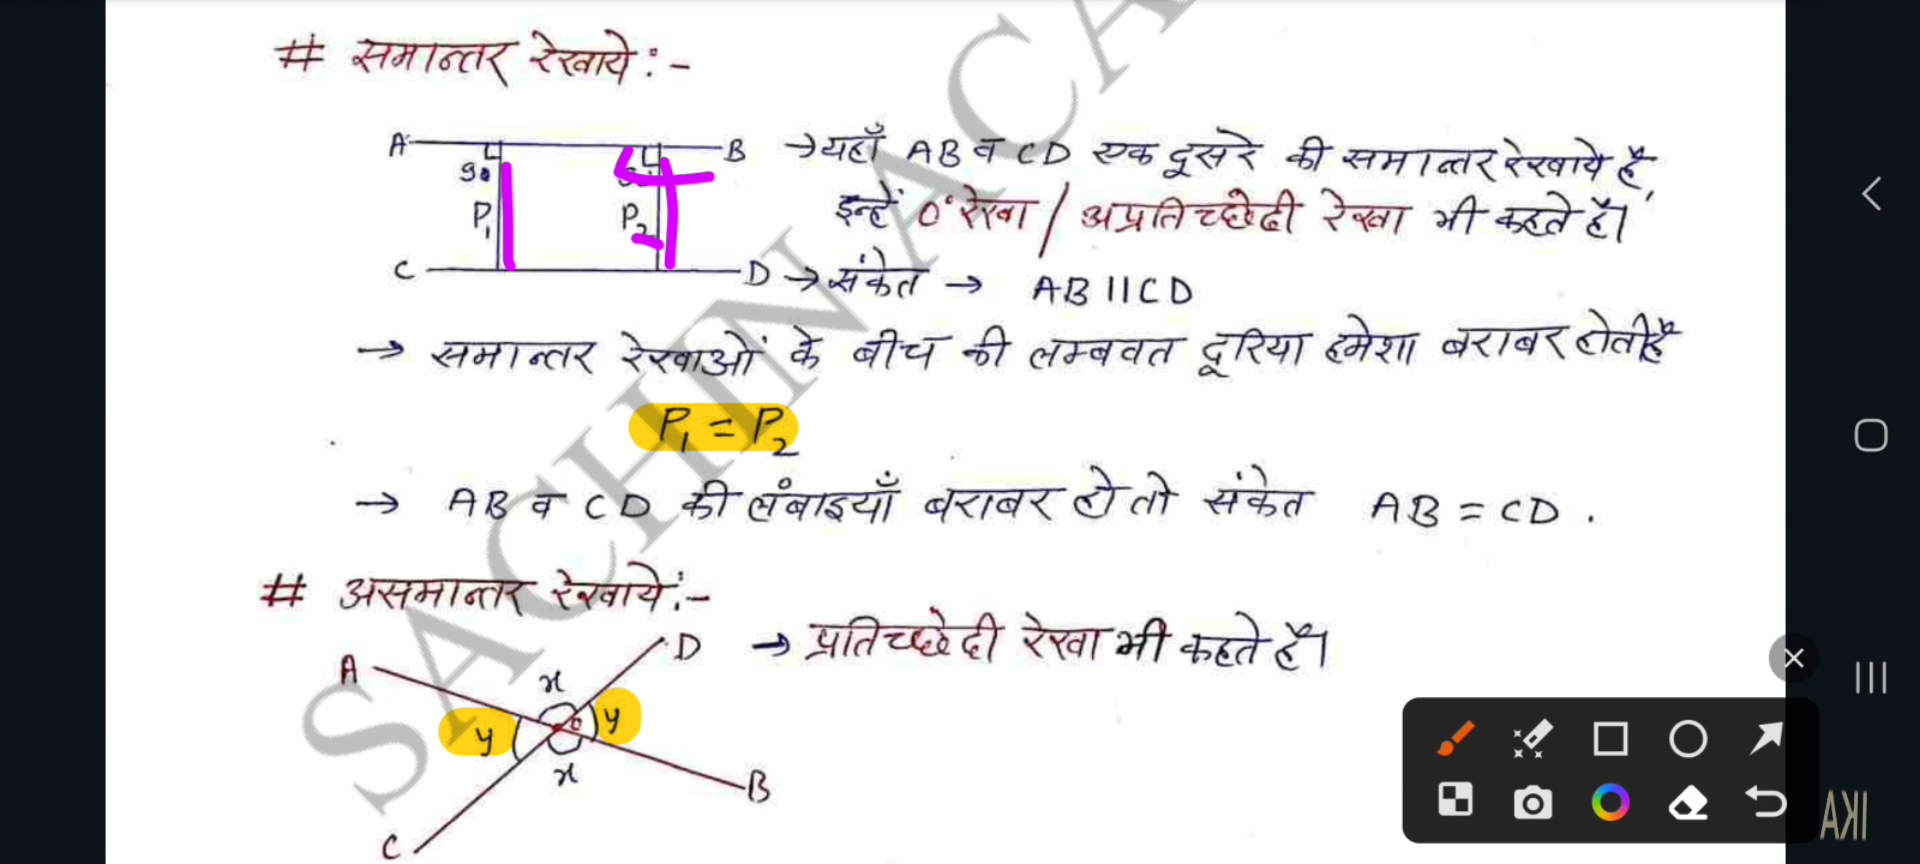 # समान्तर रेखाये:-
A B →यहाँ AB व CD एक दूसरे की समान्तर रेखाये है,
90
P1 P2 इन्हें 0° रेखा / अप्रतिच्छेदी रेखा भी कहते है।
C D → संकेत → AB || CD
→ समान्तर रेखाओं के बीच की लम्बवत दूरिया हमेशा बराबर होती है
P1 = P2
→ AB व CD की लंबाइयाँ बराबर हो तो संकेत AB = CD .
# असमान्तर रेखाये:-
A D → प्रतिच्छेदी रेखा भी कहते है।
x
y o y
x
B
C
SACHIN ACA